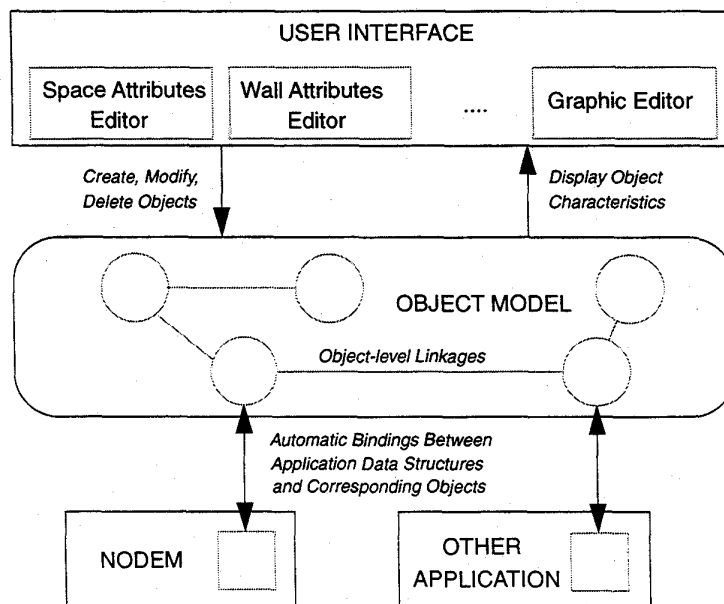 USER INTERFACE
Space Attributes
Editor
Wall Attributes
Editor
....
Graphic Editor
Create, Modify,
Delete Objects
Display Object
Characteristics
OBJECT MODEL
Object-level Linkages
Automatic Bindings Between
Application Data Structures
and Corresponding Objects
NODEM
OTHER
APPLICATION